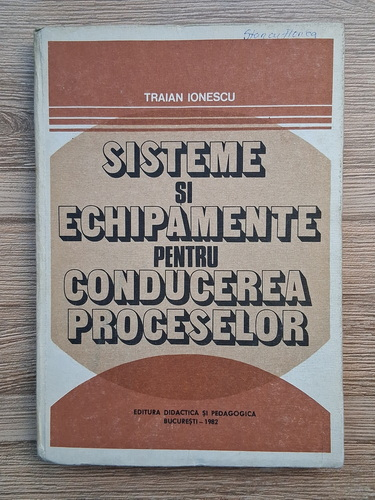 TRAIAN IONESCU
SISTEME
ȘI
ECHIPAMENTE
PENTRU
CONDUCEREA
PROCESELOR
EDITURA DIDACTICĂ ȘI PEDAGOGICĂ
BUCUREȘTI – 1982